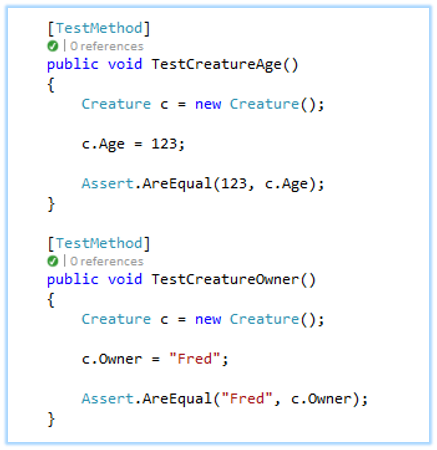 [TestMethod]
| 0 references
public void TestCreatureAge()
{
Creature c = new Creature();
c.Age = 123;
Assert.AreEqual(123, c.Age);
}
[TestMethod]
| 0 references
public void TestCreatureOwner()
{
Creature c = new Creature();
c.Owner = "Fred";
Assert.AreEqual("Fred", c.Owner);
}